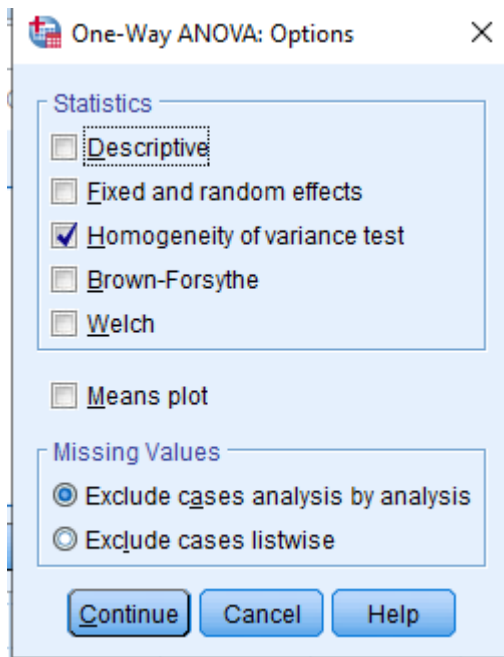 One-Way ANOVA: Options
Statistics
Descriptive
Fixed and random effects
Homogeneity of variance test
Brown-Forsythe
Welch
Means plot
Missing Values
Exclude cases analysis by analysis
Exclude cases listwise
Continue Cancel Help